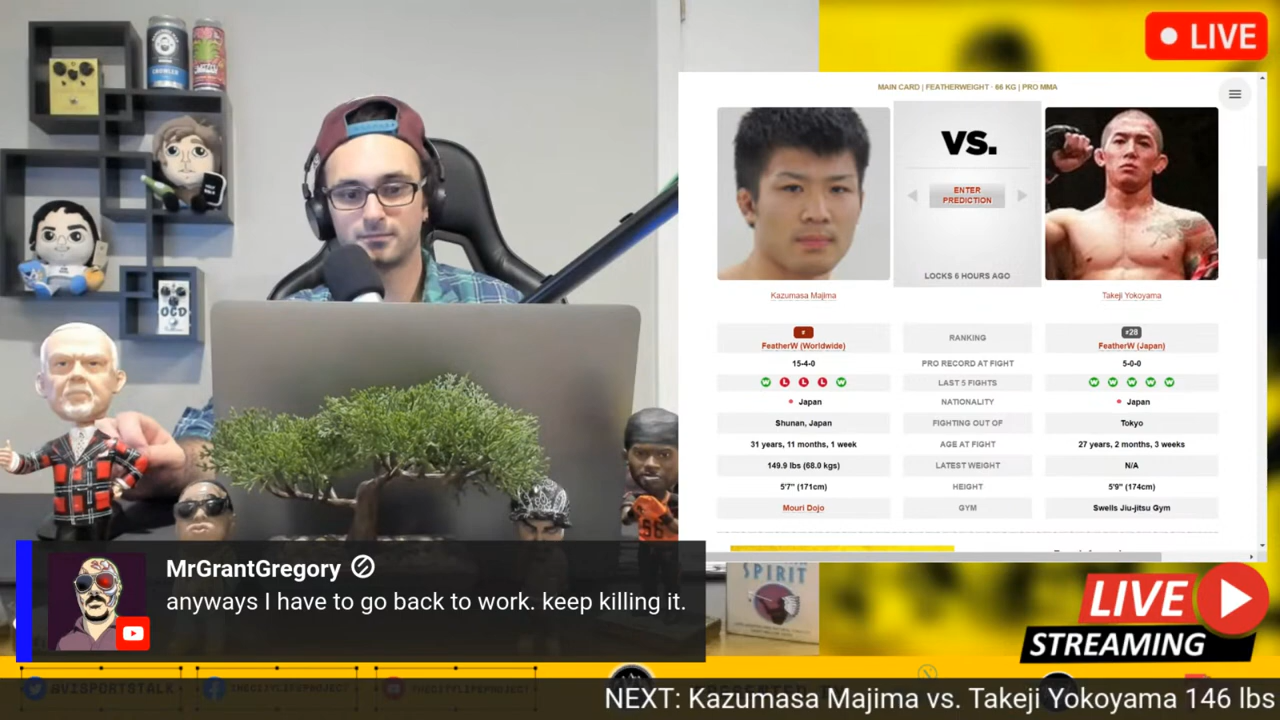 LIVE
MAIN CARD | FEATHERWEIGHT · 66 KG | PRO MMA
VS.
ENTER
PREDICTION
LOCKS 6 HOURS AGO
Kazumasa Majima
Takeji Yokoyama
#
RANKING
#28
FeatherW (Worldwide)
FeatherW (Japan)
15-4-0
PRO RECORD AT FIGHT
5-0-0
W L L L W
LAST 5 FIGHTS
W W W W W
Japan
NATIONALITY
Japan
Shunan, Japan
FIGHTING OUT OF
Tokyo
31 years, 11 months, 1 week
AGE AT FIGHT
27 years, 2 months, 3 weeks
149.9 lbs (68.0 kgs)
LATEST WEIGHT
N/A
5'7" (171cm)
HEIGHT
5'9" (174cm)
Mouri Dojo
GYM
Swells Jiu-jitsu Gym
OCD
SPIRIT
MrGrantGregory
anyways I have to go back to work. keep killing it.
LIVE
STREAMING
@VISPORTSTALK
THECITYLIFEPROJECT
THECITYLIFEPROJECT
NEXT: Kazumasa Majima vs. Takeji Yokoyama 146 lbs